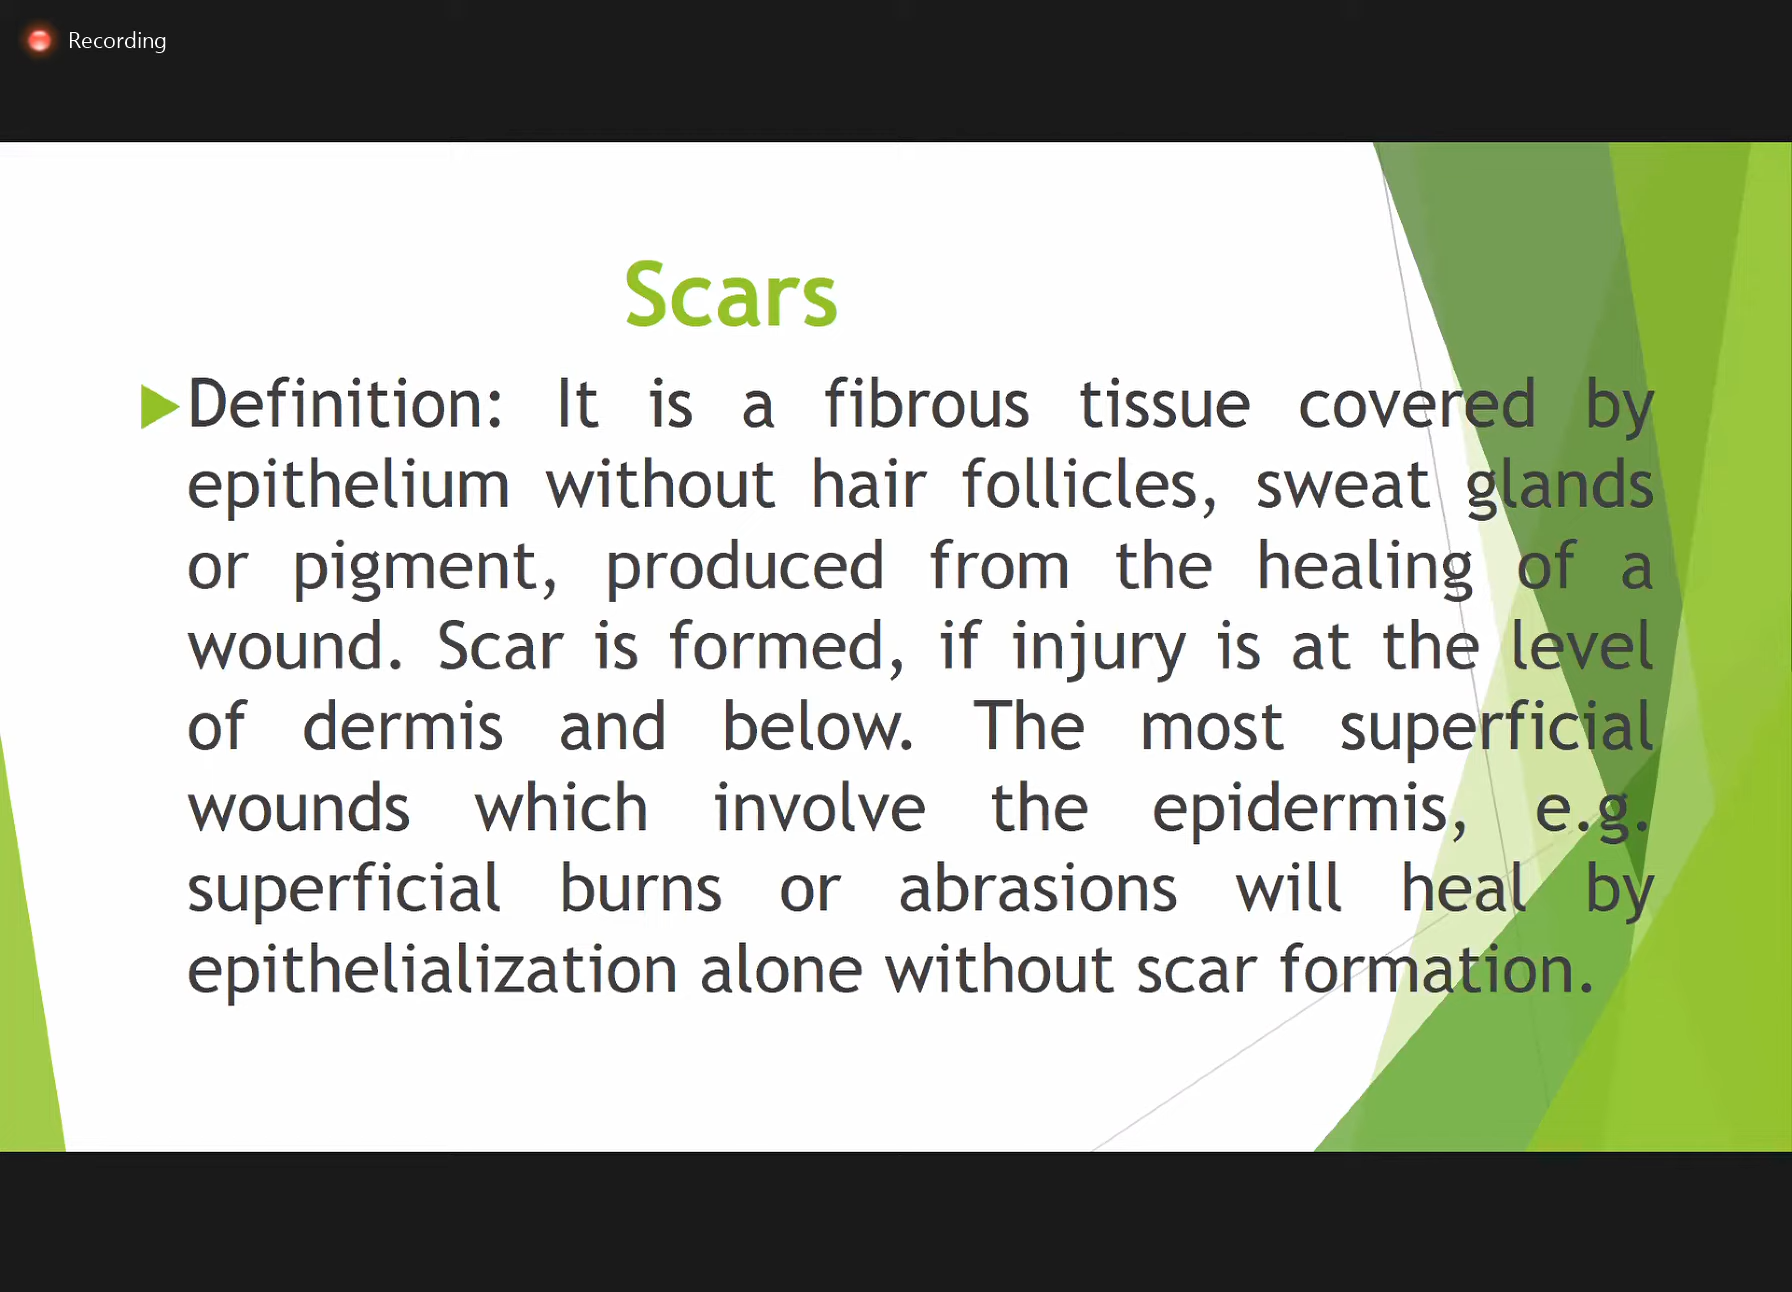 Recording
Scars
Definition: It is a fibrous tissue covered by
epithelium without hair follicles, sweat glands
or pigment, produced from the healing of a
wound. Scar is formed, if injury is at the level
of dermis and below. The most superficial
wounds which involve the epidermis, e.g.
superficial burns or abrasions will heal by
epithelialization alone without scar formation.